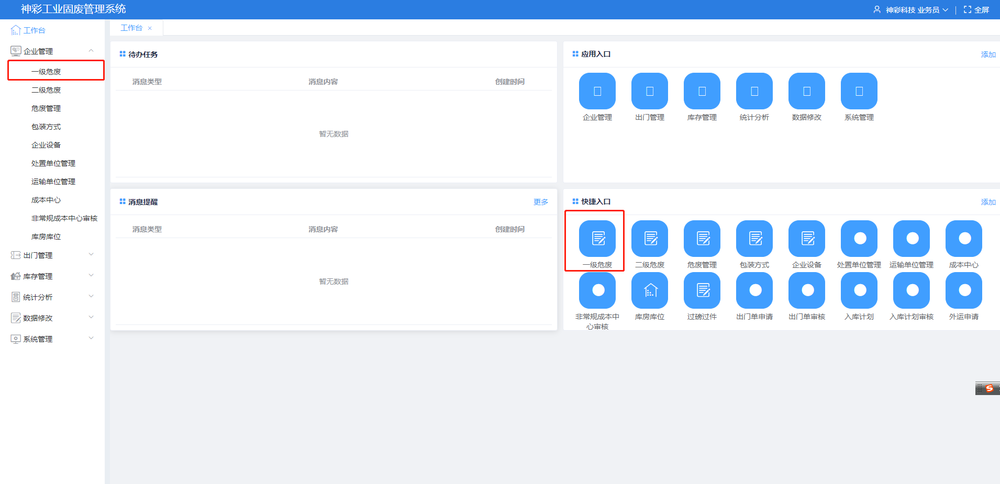 神彩工业固废管理系统
神彩科技 业务员
全屏
工作台
企业管理
一级危废
二级危废
危废管理
包装方式
企业设备
处置单位管理
运输单位管理
成本中心
非常规成本中心审核
库房库位
出门管理
库存管理
统计分析
数据修改
系统管理
工作台 ×
待办任务
消息类型 消息内容 创建时间
暂无数据
应用入口 添加
企业管理 出门管理 库存管理 统计分析 数据修改 系统管理
消息提醒 更多
消息类型 消息内容 创建时间
暂无数据
快捷入口 添加
一级危废 二级危废 危废管理 包装方式 企业设备 处置单位管理 运输单位管理 成本中心
非常规成本中 库房库位 过磅过件 出门单申请 出门单审核 入库计划 入库计划审核 外运申请
心审核